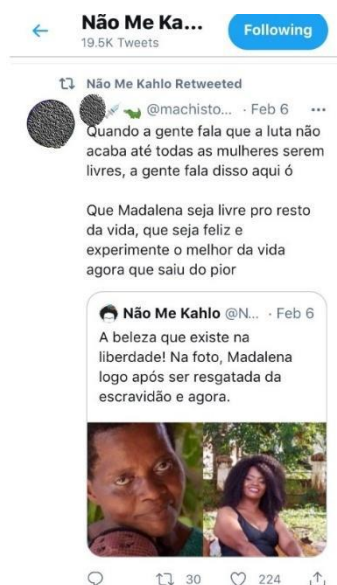 Não Me Ka...
19.5K Tweets
Following
Não Me Kahlo Retweeted
@machisto... · Feb 6
Quando a gente fala que a luta não
acaba até todas as mulheres serem
livres, a gente fala disso aqui ó
Que Madalena seja livre pro resto
da vida, que seja feliz e
experimente o melhor da vida
agora que saiu do pior
Não Me Kahlo @N... · Feb 6
A beleza que existe na
liberdade! Na foto, Madalena
logo após ser resgatada da
escravidão e agora.
30
224